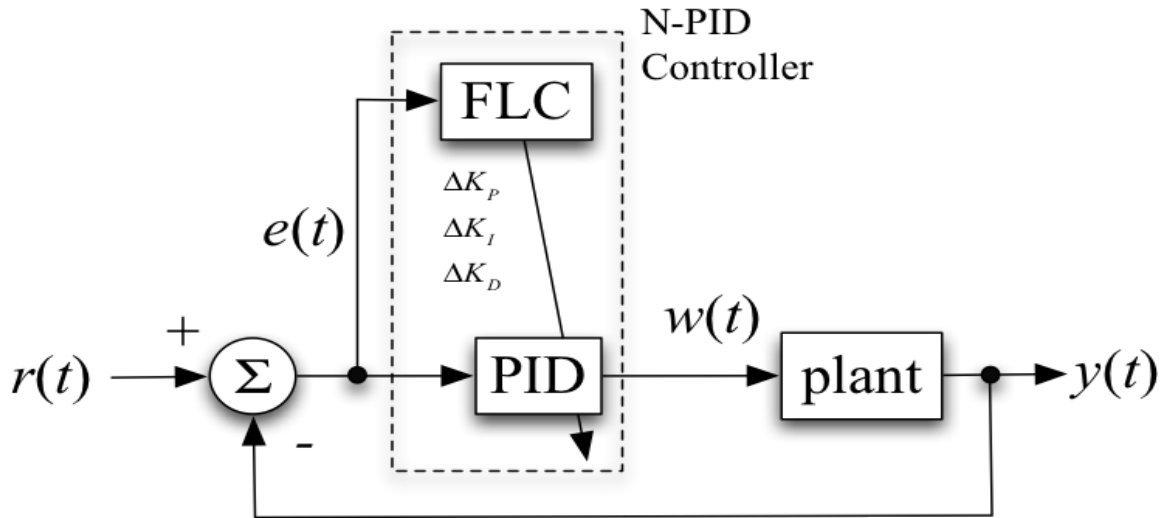 N-PID
Controller
FLC
ΔK_P
ΔK_I
ΔK_D
e(t)
w(t)
+
r(t)
Σ
PID
plant
y(t)
-